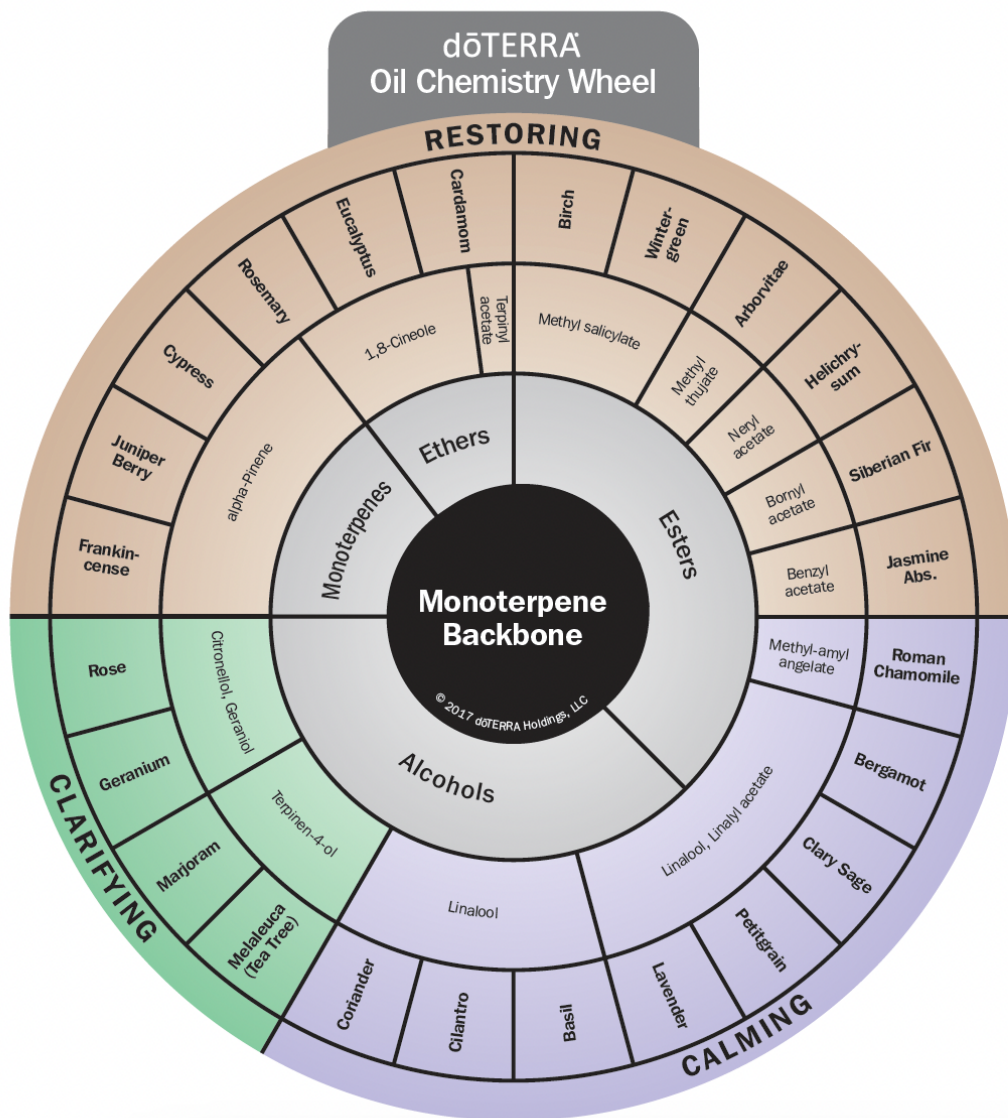 dōTERRA
Oil Chemistry Wheel
RESTORING
Birch
Winter-
green
Arborvitae
Helichry-
sum
Siberian Fir
Jasmine
Abs.
Roman
Chamomile
Bergamot
Clary Sage
Petitgrain
Lavender
CALMING
Basil
Cilantro
Coriander
Melaleuca
(Tea Tree)
Marjoram
Geranium
Rose
CLARIFYING
Frankin-
cense
Juniper
Berry
Cypress
Rosemary
Eucalyptus
Cardamom
Methyl salicylate
Methyl
thujate
Neryl
acetate
Bornyl
acetate
Benzyl
acetate
Methyl-amyl
angelate
Linalool, Linalyl acetate
Linalool
Terpinen-4-ol
Citronellol, Geraniol
alpha-Pinene
1,8-Cineole
Terpinyl
acetate
Esters
Alcohols
Monoterpenes
Ethers
Monoterpene
Backbone
© 2017 dōTERRA Holdings, LLC